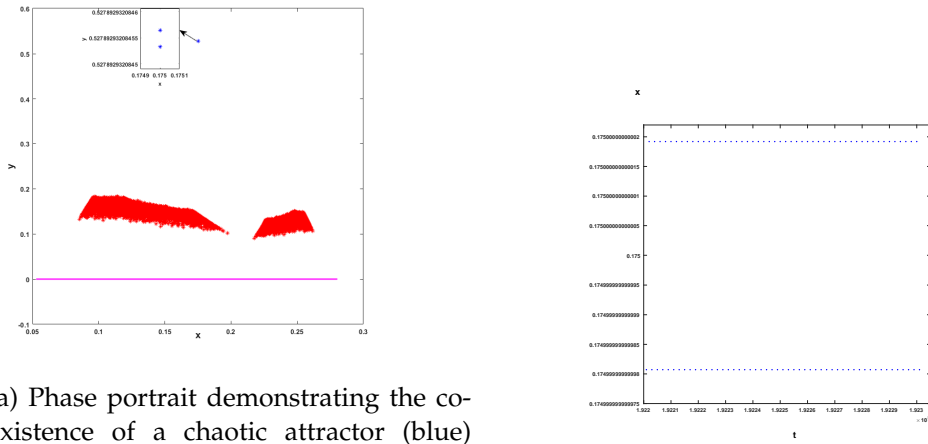 0.6
0.5
0.4
0.3
0.2
0.1
0
-0.1
y
0.05 0.1 0.15 0.2 0.25 0.3
x
0.5278929320846
0.52789293208455
0.5278929320845
y
0.1749 0.175 0.1751
x
a) Phase portrait demonstrating the co-
existence of a chaotic attractor (blue)
x
0.175000000000002
0.1750000000000015
0.175000000000001
0.1750000000000005
0.175
0.1749999999999995
0.174999999999999
0.1749999999999985
0.174999999999998
0.1749999999999975
1.922 1.9221 1.9222 1.9223 1.9224 1.9225 1.9226 1.9227 1.9228 1.9229 1.923
t